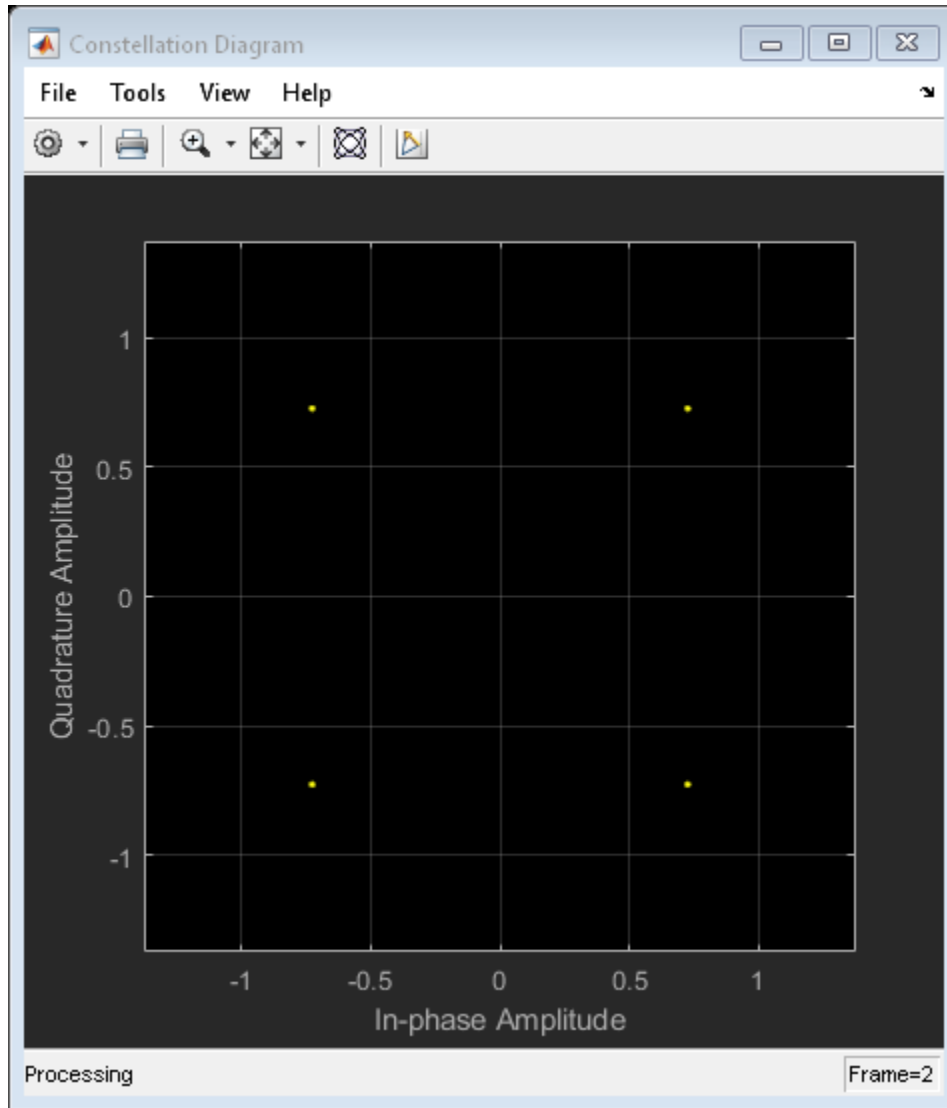 Constellation Diagram
File Tools View Help
1
0.5
0
-0.5
-1
Quadrature Amplitude
-1 -0.5 0 0.5 1
In-phase Amplitude
Processing Frame=2